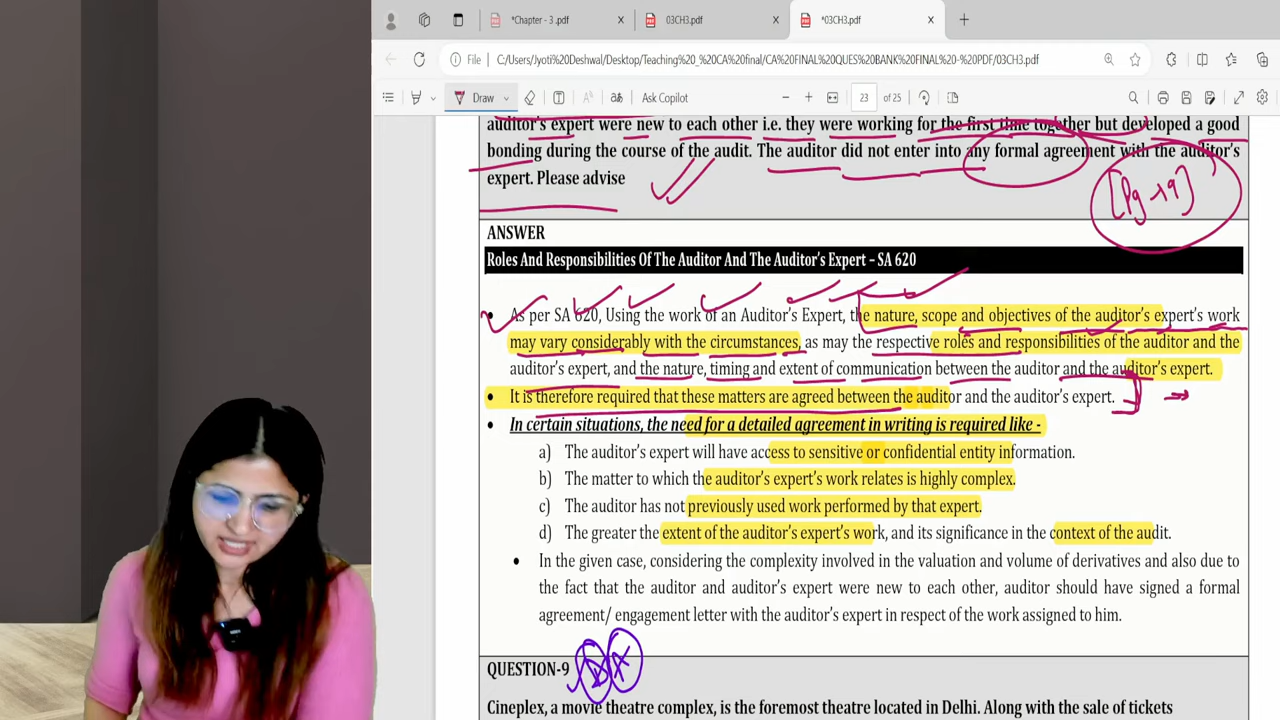 *Chapter - 3 .pdf
03CH3.pdf
*03CH3.pdf
File
C:/Users/Jyoti%20Deshwal/Desktop/Teaching%20_%20CA%20final/CA%20FINAL%20QUES%20BANK%20FINAL%20-%20PDF/03CH3.pdf
Draw
Ask Copilot
23 of 25
auditor's expert were new to each other i.e. they were working for the first time together but developed a good
bonding during the course of the audit. The auditor did not enter into any formal agreement with the auditor's
expert. Please advise
[Pg → 19]
ANSWER
Roles And Responsibilities Of The Auditor And The Auditor's Expert – SA 620
• As per SA 620, Using the work of an Auditor's Expert, the nature, scope and objectives of the auditor's expert's work
may vary considerably with the circumstances, as may the respective roles and responsibilities of the auditor and the
auditor's expert, and the nature, timing and extent of communication between the auditor and the auditor's expert.
• It is therefore required that these matters are agreed between the auditor and the auditor's expert.
• In certain situations, the need for a detailed agreement in writing is required like -
a) The auditor's expert will have access to sensitive or confidential entity information.
b) The matter to which the auditor's expert's work relates is highly complex.
c) The auditor has not previously used work performed by that expert.
d) The greater the extent of the auditor's expert's work, and its significance in the context of the audit.
• In the given case, considering the complexity involved in the valuation and volume of derivatives and also due to
the fact that the auditor and auditor's expert were new to each other, auditor should have signed a formal
agreement/ engagement letter with the auditor's expert in respect of the work assigned to him.
QUESTION-9
Cineplex, a movie theatre complex, is the foremost theatre located in Delhi. Along with the sale of tickets